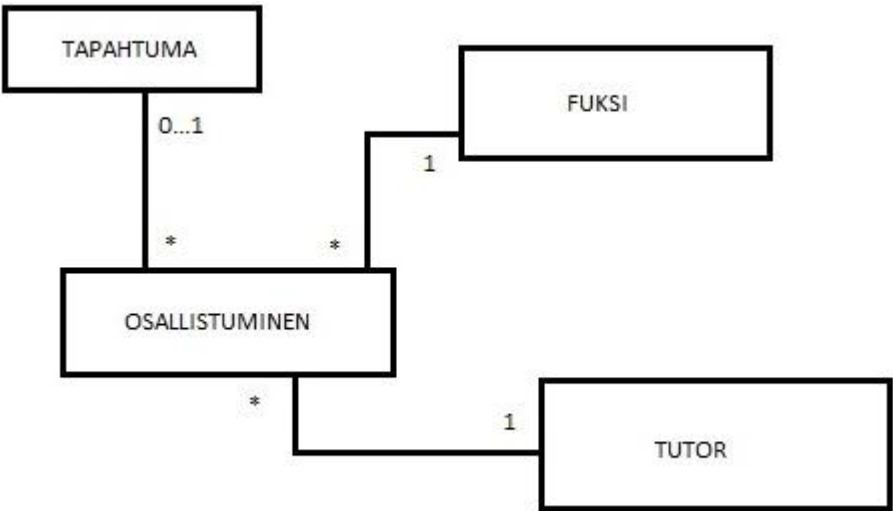 TAPAHTUMA
FUKSI
0...1
1
*
*
OSALLISTUMINEN
*
1
TUTOR